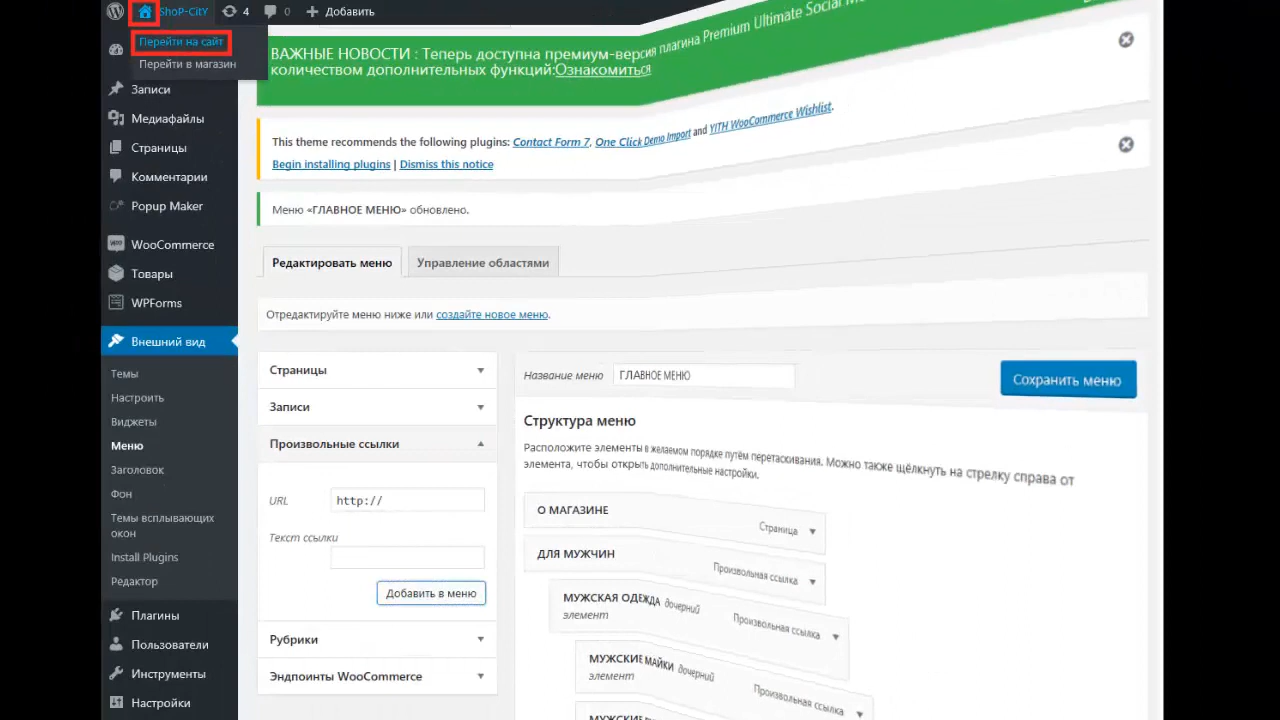 ShoP-CitY 4 0 Добавить
Перейти на сайт
Перейти в магазин
Записи
Медиафайлы
Страницы
Комментарии
Popup Maker
WooCommerce
Товары
WPForms
Внешний вид
Темы
Настроить
Виджеты
Меню
Заголовок
Фон
Темы всплывающих
окон
Install Plugins
Редактор
Плагины
Пользователи
Инструменты
Настройки
ВАЖНЫЕ НОВОСТИ : Теперь доступна премиум-версия плагина Premium Ultimate Social
количеством дополнительных функций:Ознакомиться
This theme recommends the following plugins: Contact Form 7, One Click Demo Import and YITH WooCommerce Wishlist.
Begin installing plugins | Dismiss this notice
Меню «ГЛАВНОЕ МЕНЮ» обновлено.
Редактировать меню Управление областями
Отредактируйте меню ниже или создайте новое меню.
Страницы
Записи
Произвольные ссылки
URL http://
Текст ссылки
Добавить в меню
Рубрики
Эндпоинты WooCommerce
Название меню ГЛАВНОЕ МЕНЮ Сохранить меню
Структура меню
Расположите элементы в желаемом порядке путём перетаскивания. Можно также щёлкнуть на стрелку справа от
элемента, чтобы открыть дополнительные настройки.
О МАГАЗИНЕ Страница
ДЛЯ МУЖЧИН Произвольная ссылка
МУЖСКАЯ ОДЕЖДА дочерний Произвольная ссылка
элемент
МУЖСКИЕ МАЙКИ дочерний Произвольная ссылка
элемент
МУЖСКИЕ